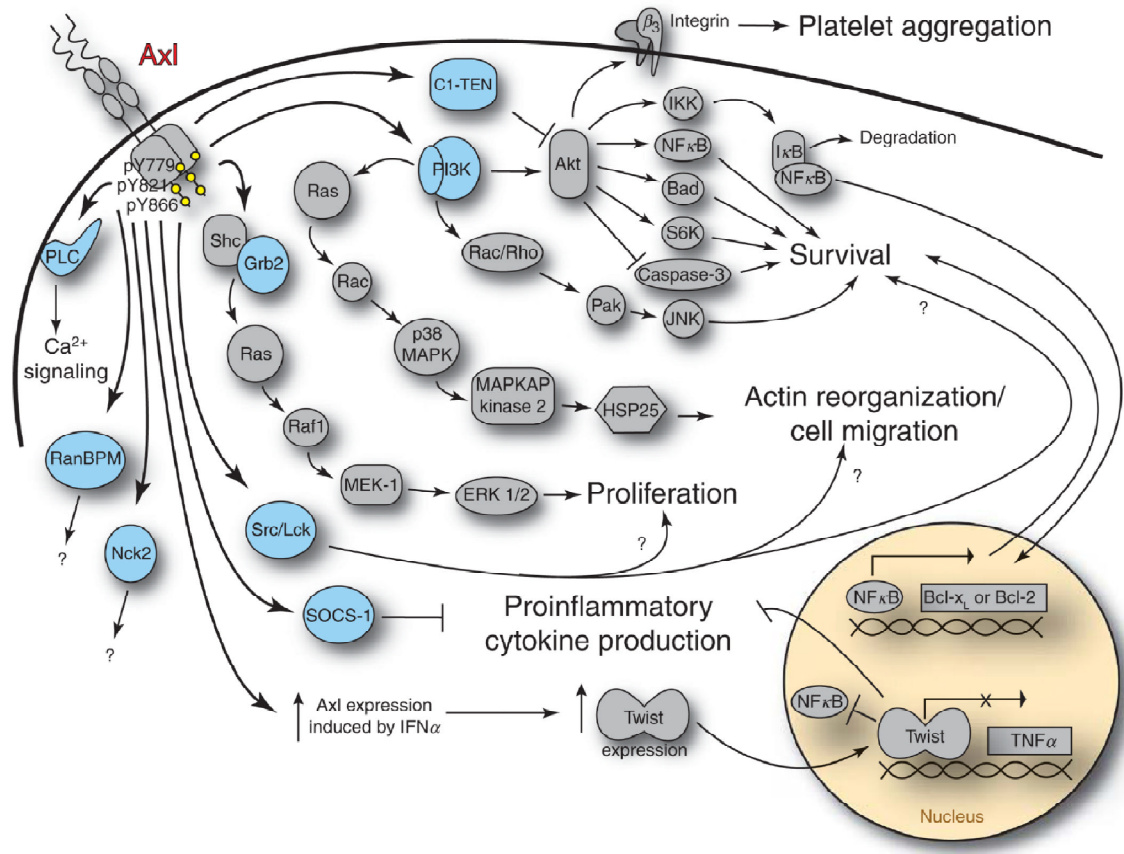 β3 Integrin
Platelet aggregation
Axl
C1-TEN
IKK
Degradation
IκB
NFκB
NFκB
Akt
PI3K
pY779
pY821
pY866
Ras
Bad
Shc
Grb2
S6K
PLC
Rac/Rho
Survival
Caspase-3
Rac
Pak
JNK
?
Ca2+
signaling
p38
MAPK
Ras
MAPKAP
kinase 2
HSP25
Actin reorganization/
cell migration
Raf1
RanBPM
MEK-1
ERK 1/2
Proliferation
?
Src/Lck
?
?
Nck2
NFκB
Bcl-xL or Bcl-2
SOCS-1
Proinflammatory
cytokine production
?
NFκB
x
Axl expression
induced by IFNα
Twist
expression
Twist
TNFα
Nucleus